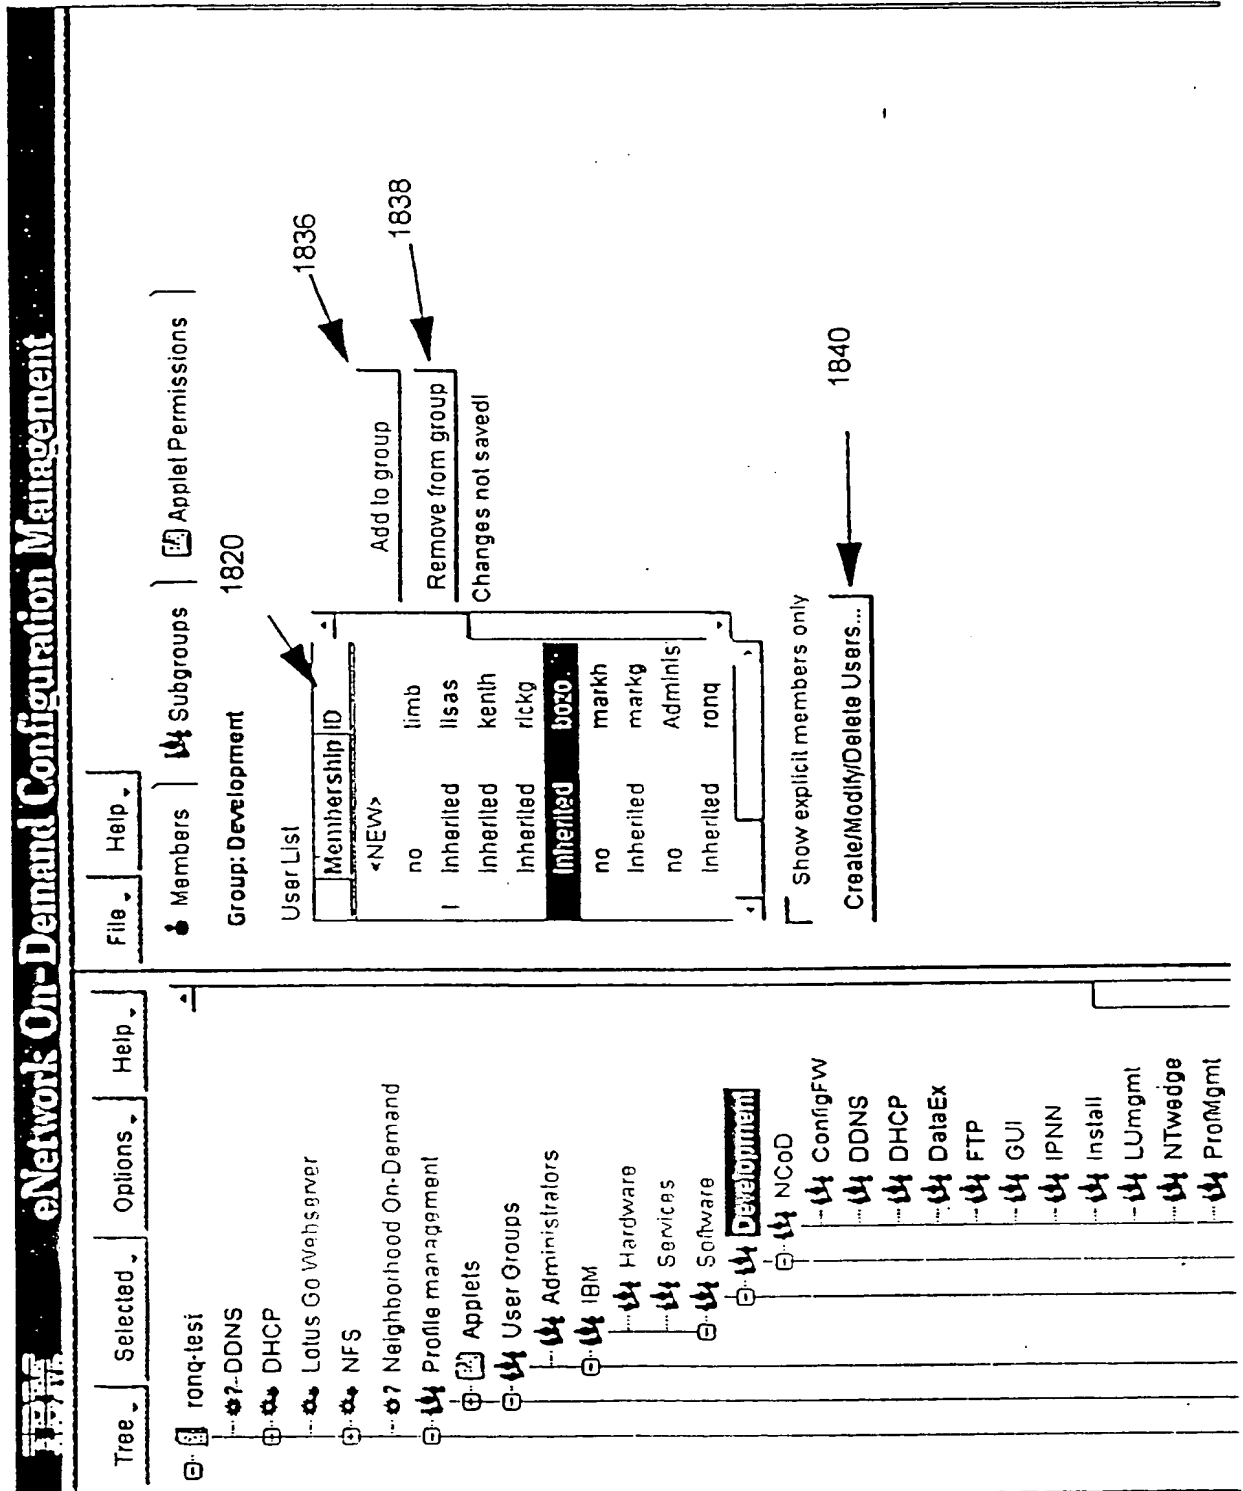 IBM eNetwork On-Demand Configuration Management
Tree Selected Options Help
ronq-test
DDNS
DHCP
Lotus Go Webserver
NFS
Neighborhood On-Demand
Profile management
Applets
User Groups
Administrators
IBM
Hardware
Services
Software
Development
NCoD
ConfigFW
DDNS
DHCP
DataEx
FTP
GUI
IPNN
Install
LUmgmt
NTwedge
ProfMgmt
File Help
Members Subgroups Applet Permissions
Group: Development
1820
User List
Membership ID
<NEW>
no timb
Inherited lisas
Inherited kenth
Inherited rickg
Inherited bozo
no markh
Inherited markg
no Adminis
Inherited ronq
Add to group
1836
Remove from group
1838
Changes not saved!
Show explicit members only
Create/Modify/Delete Users...
1840